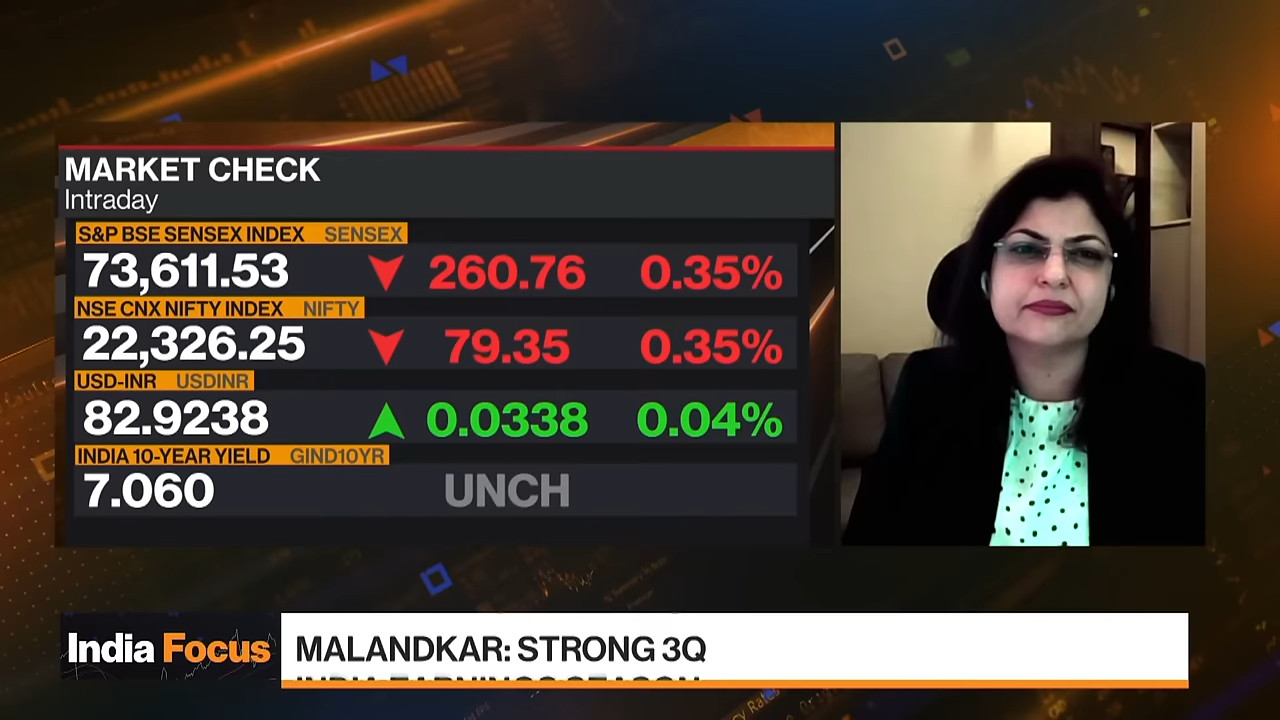 MARKET CHECK
Intraday
S&P BSE SENSEX INDEX SENSEX
73,611.53 260.76 0.35%
NSE CNX NIFTY INDEX NIFTY
22,326.25 79.35 0.35%
USD-INR USDINR
82.9238 0.0338 0.04%
INDIA 10-YEAR YIELD GIND10YR
7.060 UNCH
India Focus
MALANDKAR: STRONG 3Q